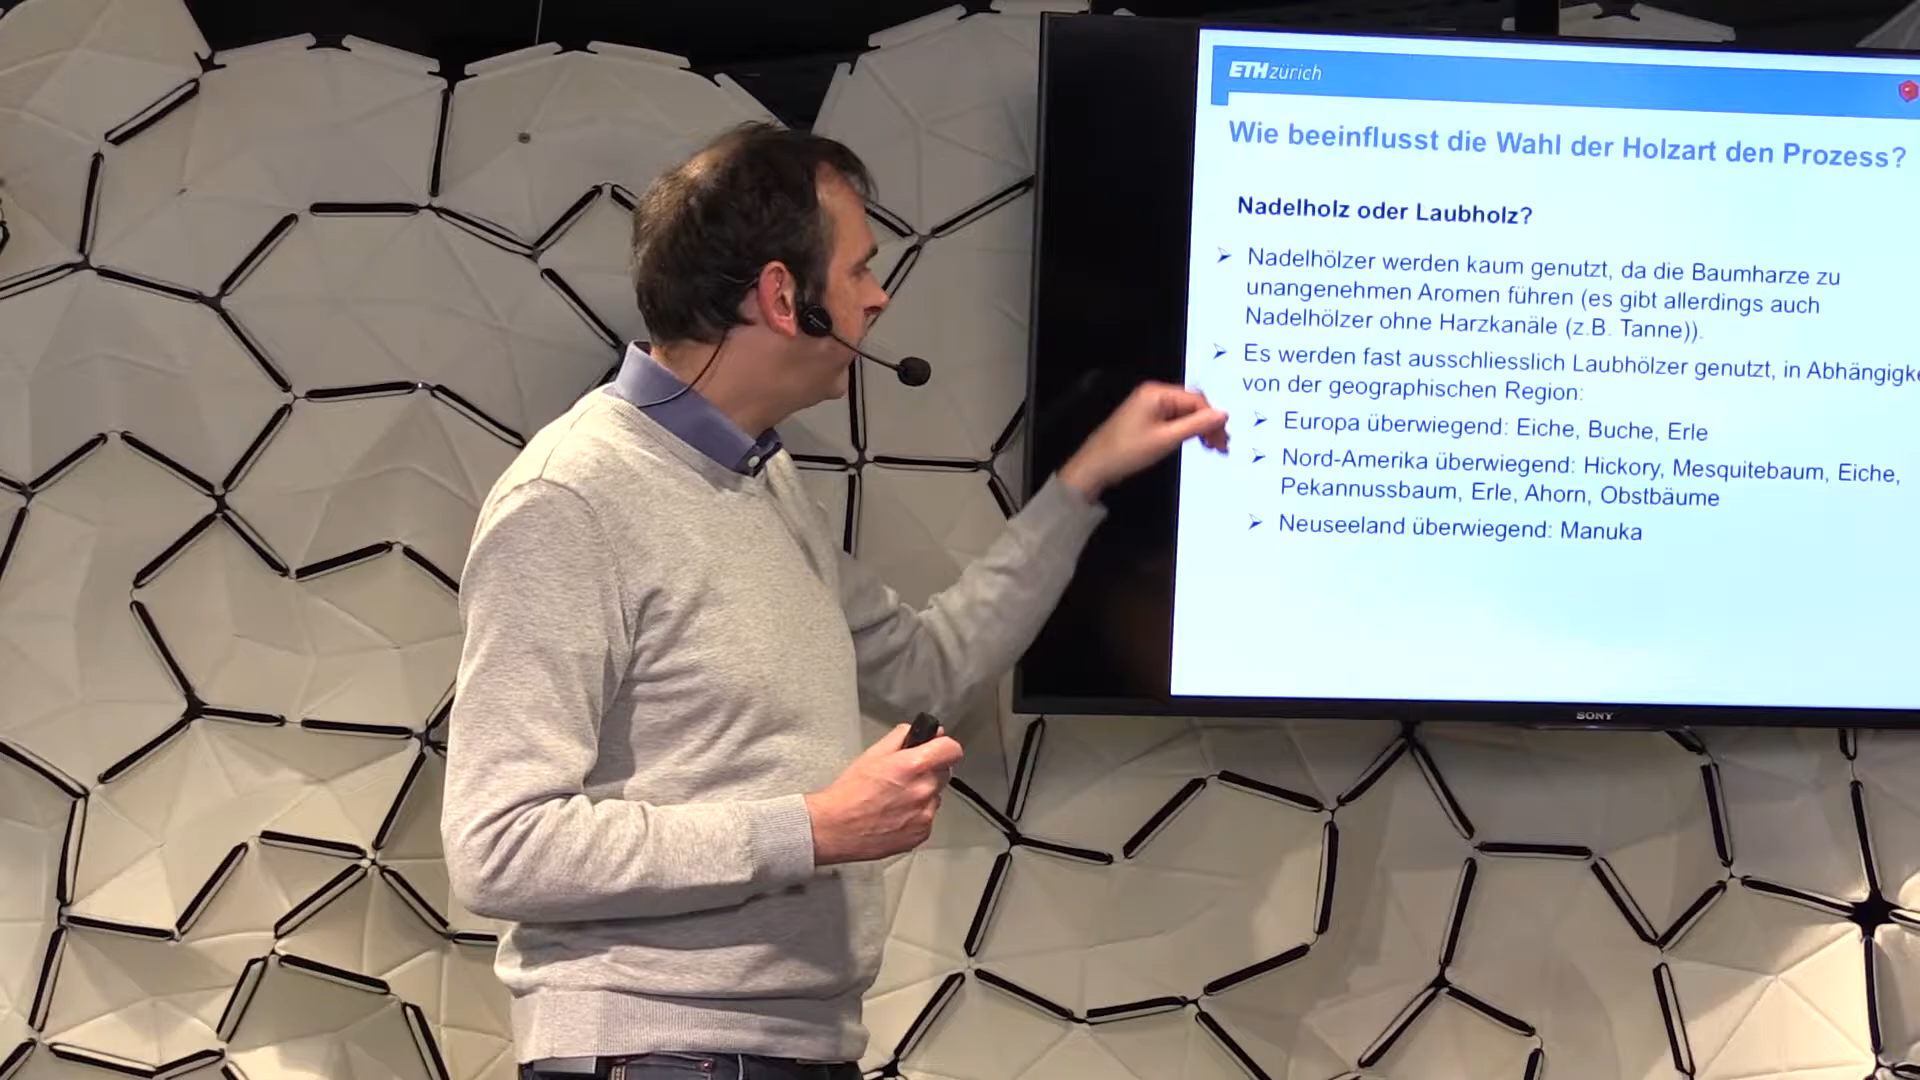 ETH zürich
Wie beeinflusst die Wahl der Holzart den Prozess?
Nadelholz oder Laubholz?
Nadelhölzer werden kaum genutzt, da die Baumharze zu
unangenehmen Aromen führen (es gibt allerdings auch
Nadelhölzer ohne Harzkanäle (z.B. Tanne)).
Es werden fast ausschliesslich Laubhölzer genutzt, in
von der geographischen Region:
Europa überwiegend: Eiche, Buche, Erle
Nord-Amerika überwiegend: Hickory, Mesquitebaum, Eiche,
Pekannussbaum, Erle, Ahorn, Obstbäume
Neuseeland überwiegend: Manuka
SONY